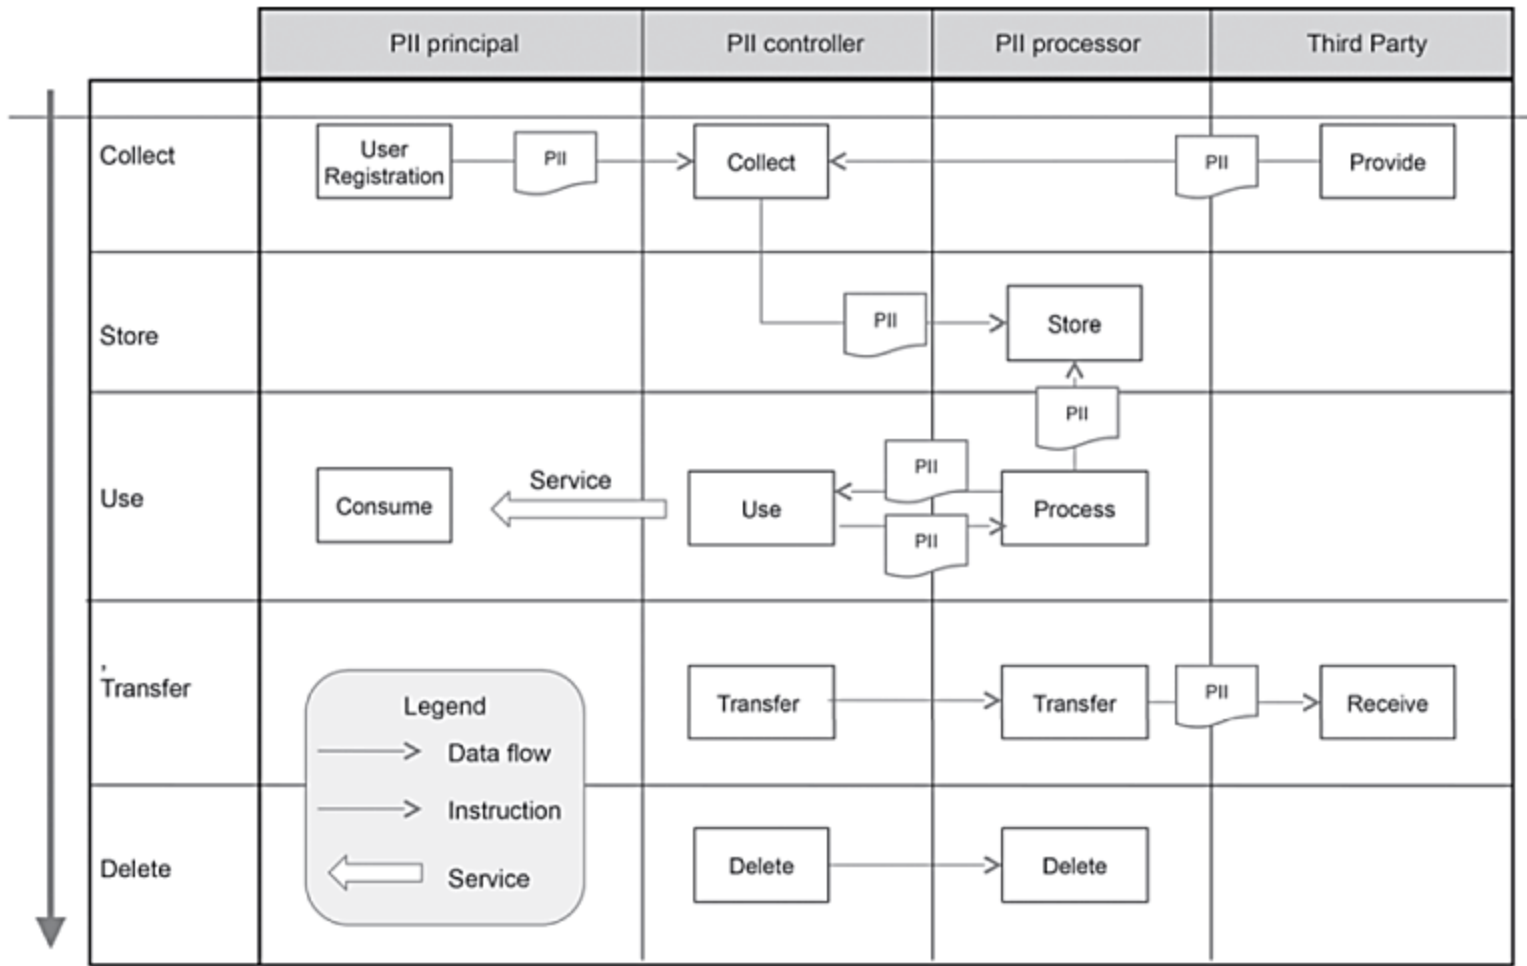 PII principal
PII controller
PII processor
Third Party
Collect
User
Registration
PII
Collect
PII
Provide
Store
PII
Store
PII
Use
Consume
Service
Use
PII
PII
Process
,
Transfer
Transfer
Transfer
PII
Receive
Legend
Data flow
Instruction
Service
Delete
Delete
Delete